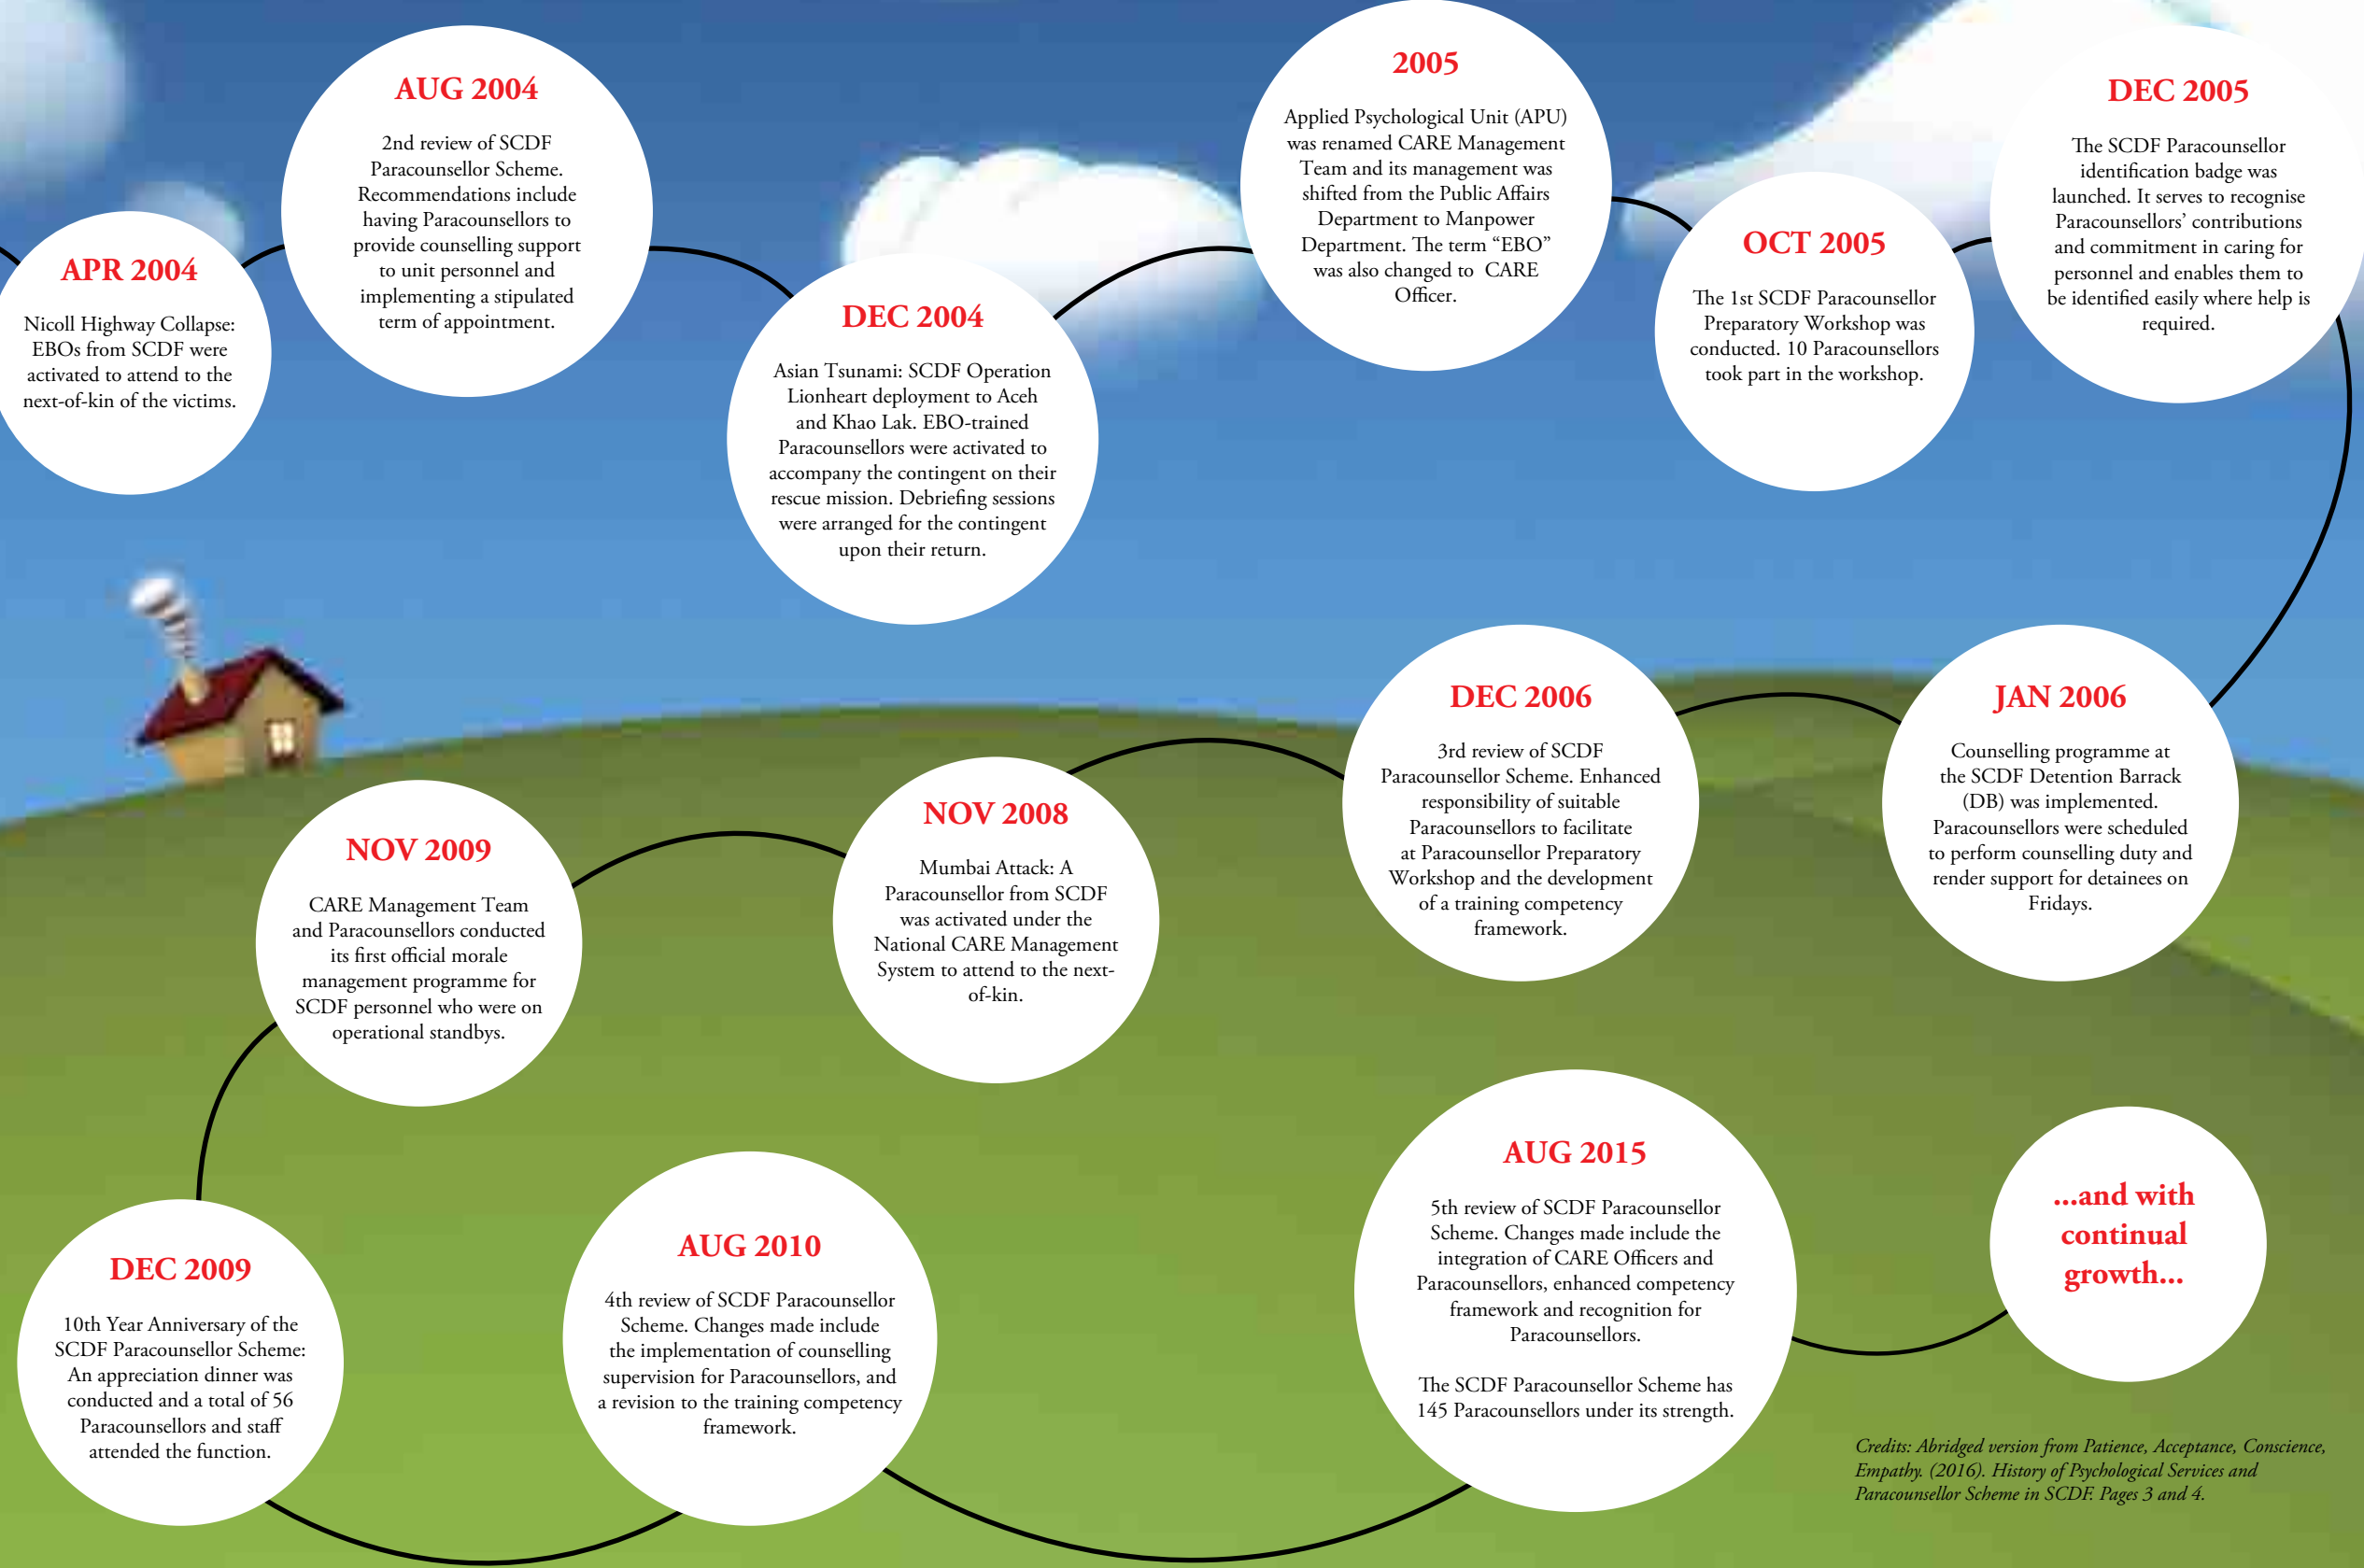 APR 2004
Nicoll Highway Collapse:
EBOs from SCDF were
activated to attend to the
next-of-kin of the victims.
AUG 2004
2nd review of SCDF
Paracounsellor Scheme.
Recommendations include
having Paracounsellors to
provide counselling support
to unit personnel and
implementing a stipulated
term of appointment.
DEC 2004
Asian Tsunami: SCDF Operation
Lionheart deployment to Aceh
and Khao Lak. EBO-trained
Paracounsellors were activated to
accompany the contingent on their
rescue mission. Debriefing sessions
were arranged for the contingent
upon their return.
2005
Applied Psychological Unit (APU)
was renamed CARE Management
Team and its management was
shifted from the Public Affairs
Department to Manpower
Department. The term “EBO”
was also changed to CARE
Officer.
OCT 2005
The 1st SCDF Paracounsellor
Preparatory Workshop was
conducted. 10 Paracounsellors
took part in the workshop.
DEC 2005
The SCDF Paracounsellor
identification badge was
launched. It serves to recognise
Paracounsellors’ contributions
and commitment in caring for
personnel and enables them to
be identified easily where help is
required.
JAN 2006
Counselling programme at
the SCDF Detention Barrack
(DB) was implemented.
Paracounsellors were scheduled
to perform counselling duty and
render support for detainees on
Fridays.
DEC 2006
3rd review of SCDF
Paracounsellor Scheme. Enhanced
responsibility of suitable
Paracounsellors to facilitate
at Paracounsellor Preparatory
Workshop and the development
of a training competency
framework.
NOV 2008
Mumbai Attack: A
Paracounsellor from SCDF
was activated under the
National CARE Management
System to attend to the next-
of-kin.
NOV 2009
CARE Management Team
and Paracounsellors conducted
its first official morale
management programme for
SCDF personnel who were on
operational standbys.
DEC 2009
10th Year Anniversary of the
SCDF Paracounsellor Scheme:
An appreciation dinner was
conducted and a total of 56
Paracounsellors and staff
attended the function.
AUG 2010
4th review of SCDF Paracounsellor
Scheme. Changes made include
the implementation of counselling
supervision for Paracounsellors, and
a revision to the training competency
framework.
AUG 2015
5th review of SCDF Paracounsellor
Scheme. Changes made include the
integration of CARE Officers and
Paracounsellors, enhanced competency
framework and recognition for
Paracounsellors.
The SCDF Paracounsellor Scheme has
145 Paracounsellors under its strength.
...and with
continual
growth...
Credits: Abridged version from Patience, Acceptance, Conscience,
Empathy. (2016). History of Psychological Services and
Paracounsellor Scheme in SCDF. Pages 3 and 4.